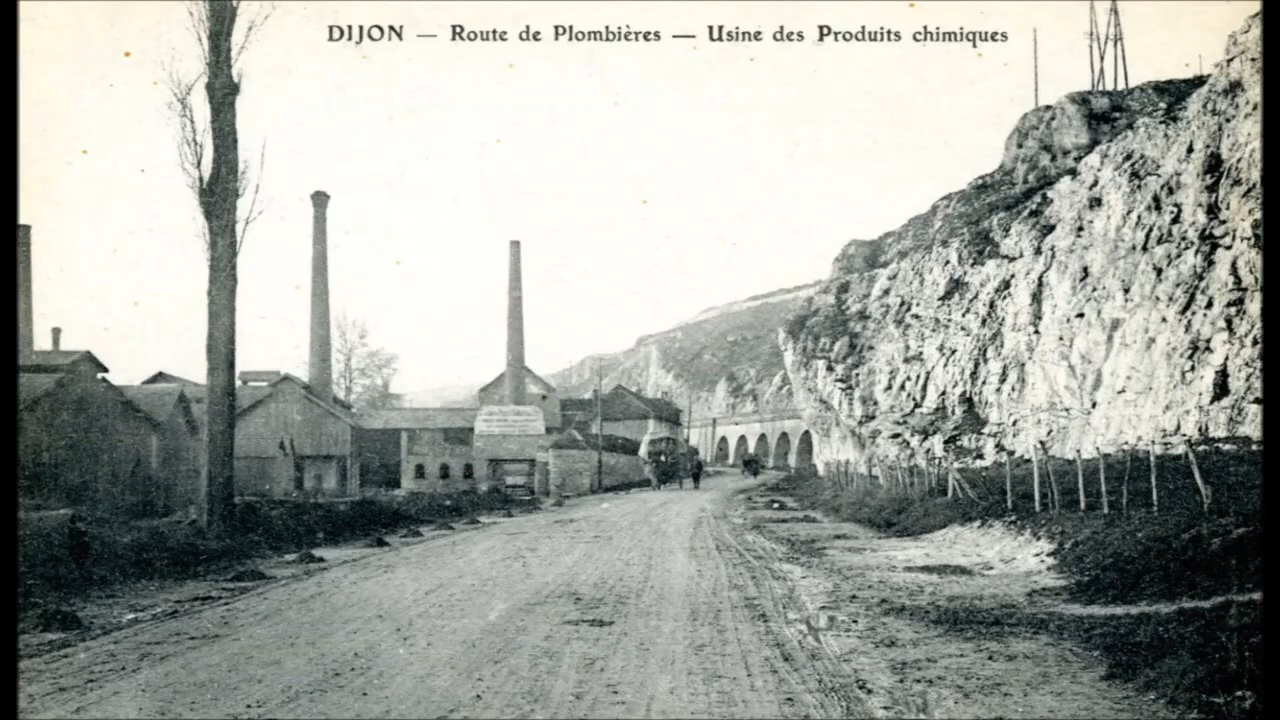 DIJON — Route de Plombières — Usine des Produits chimiques